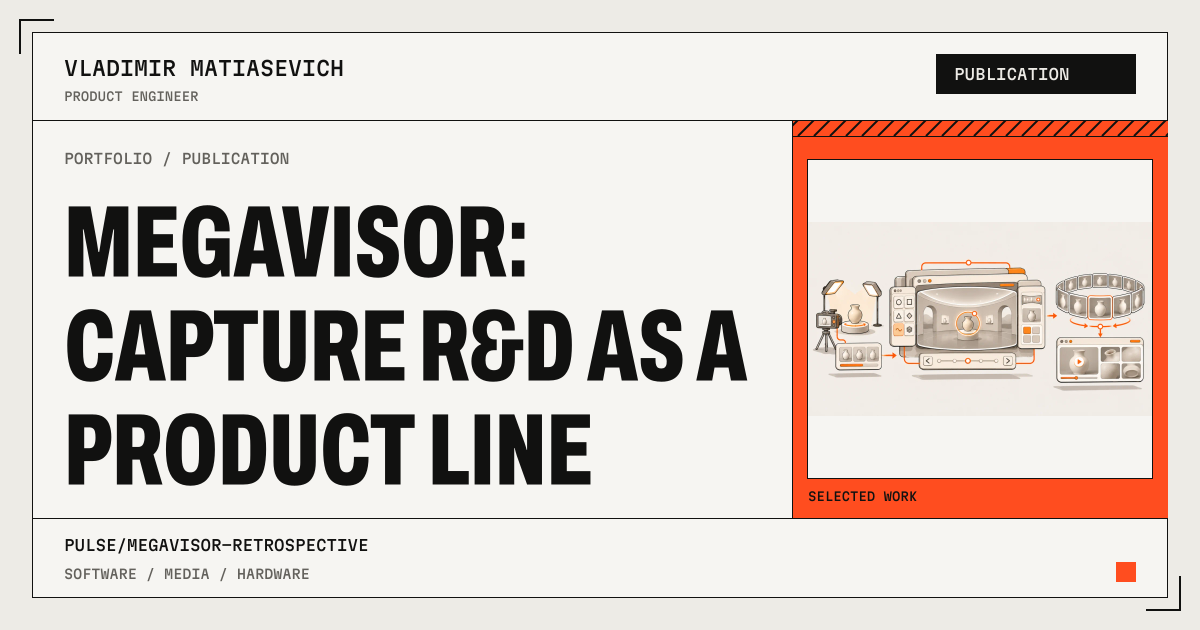 VLADIMIR MATIASEVICH
PRODUCT ENGINEER
PUBLICATION
PORTFOLIO / PUBLICATION
MEGAVISOR:
CAPTURE R&D AS A
PRODUCT LINE
SELECTED WORK
PULSE/MEGAVISOR–RETROSPECTIVE
SOFTWARE / MEDIA / HARDWARE